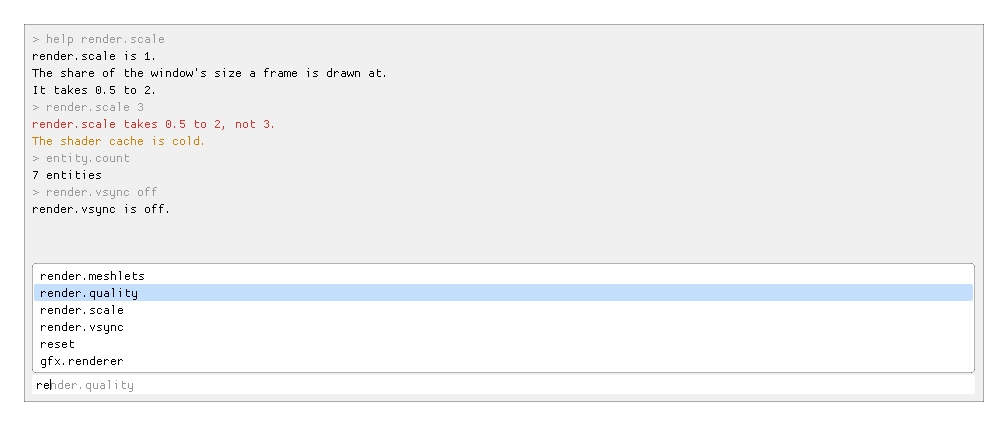 > help render.scale
render.scale is 1.
The share of the window's size a frame is drawn at.
It takes 0.5 to 2.
> render.scale 3
render.scale takes 0.5 to 2, not 3.
The shader cache is cold.
> entity.count
7 entities
> render.vsync off
render.vsync is off.
render.meshlets
render.quality
render.scale
render.vsync
reset
gfx.renderer
render.quality